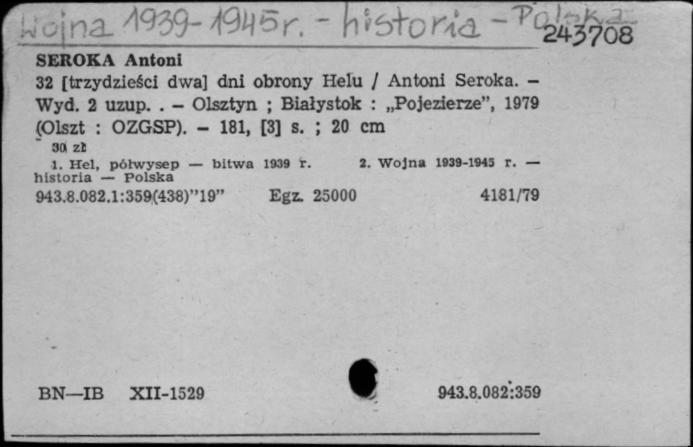 Wojna 1939-1945 r. - historia - Polska
243708
SEROKA Antoni
32 [trzydzieści dwa] dni obrony Helu / Antoni Seroka. —
Wyd. 2 uzup. . — Olsztyn ; Białystok : „Pojezierze”, 1979
(Olszt : OZGSP). — 181, [3] s. ; 20 cm
30 zł
1. Hel, półwysep — bitwa 1939 r. 2. Wojna 1939-1945 r. —
historia — Polska
943.8.082.1:359(438)”19” Egz. 25000 4181/79
BN—IB XII-1529 943.8.082:359